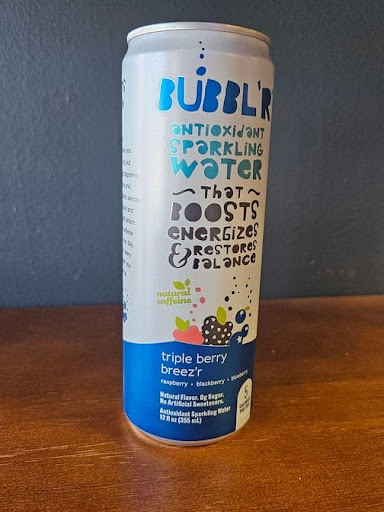 BUBBL'R
antioxidant
sparkling
water
that
boosts
energizes
& restores
balance
natural
caffeine
triple berry
breez'r
raspberry • blackberry • blueberry
Natural Flavor. 0g Sugar.
No Artificial Sweeteners.
Antioxidant Sparkling Water
12 fl oz (355 mL)
5